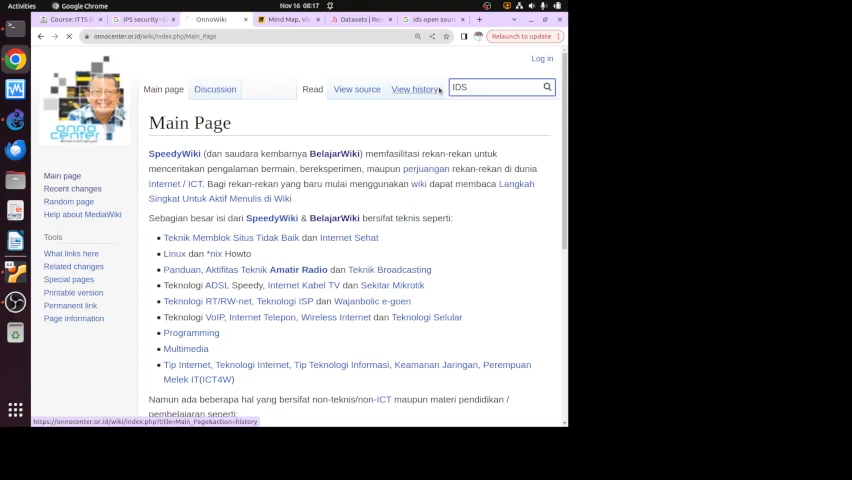 Activities
Google Chrome
Nov 16 08:17
Course: ITTS (
IPS security - G
OnnoWiki
Mind Map, Vi
Datasets | Res
ids open sour
onnocenter.or.id/wiki/index.php/Main_Page
Relaunch to update
Log in
Main page
Discussion
Read
View source
View history
IDS
onno
center
Main Page
SpeedyWiki (dan saudara kembarnya BelajarWiki) memfasilitasi rekan-rekan untuk
menceritakan pengalaman bermain, bereksperimen, maupun perjuangan rekan-rekan di dunia
Internet / ICT. Bagi rekan-rekan yang baru mulai menggunakan wiki dapat membaca Langkah
Singkat Untuk Aktif Menulis di Wiki
Sebagian besar isi dari SpeedyWiki & BelajarWiki bersifat teknis seperti:
Teknik Memblok Situs Tidak Baik dan Internet Sehat
Linux dan *nix Howto
Panduan, Aktifitas Teknik Amatir Radio dan Teknik Broadcasting
Teknologi ADSL Speedy, Internet Kabel TV dan Sekitar Mikrotik
Teknologi RT/RW-net, Teknologi ISP dan Wajanbolic e-goen
Teknologi VoIP, Internet Telepon, Wireless Internet dan Teknologi Selular
Programming
Multimedia
Tip Internet, Teknologi Internet, Tip Teknologi Informasi, Keamanan Jaringan, Perempuan
Melek IT(ICT4W)
Namun ada beberapa hal yang bersifat non-teknis/non-ICT maupun materi pendidikan /
pembelajaran seperti:
Main page
Recent changes
Random page
Help about MediaWiki
Tools
What links here
Related changes
Special pages
Printable version
Permanent link
Page information
https://onnocenter.or.id/wiki/index.php?title=Main_Page&action=history